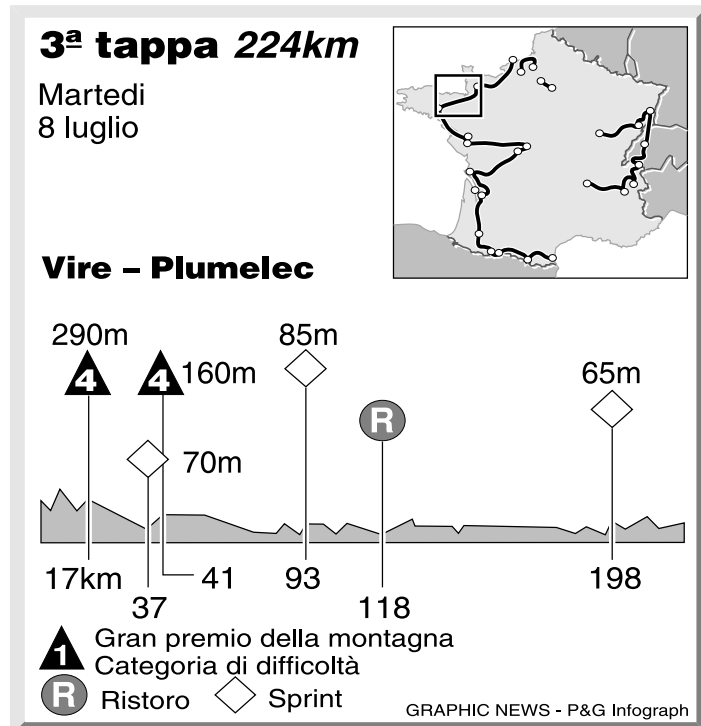 3ª tappa 224km
Martedi
8 luglio
Vire – Plumelec
290m
85m
4
4
160m
65m
R
70m
17km
41
93
198
37
118
1
Gran premio della montagna
Categoria di difficoltà
R Ristoro Sprint
GRAPHIC NEWS - P&G Infograph